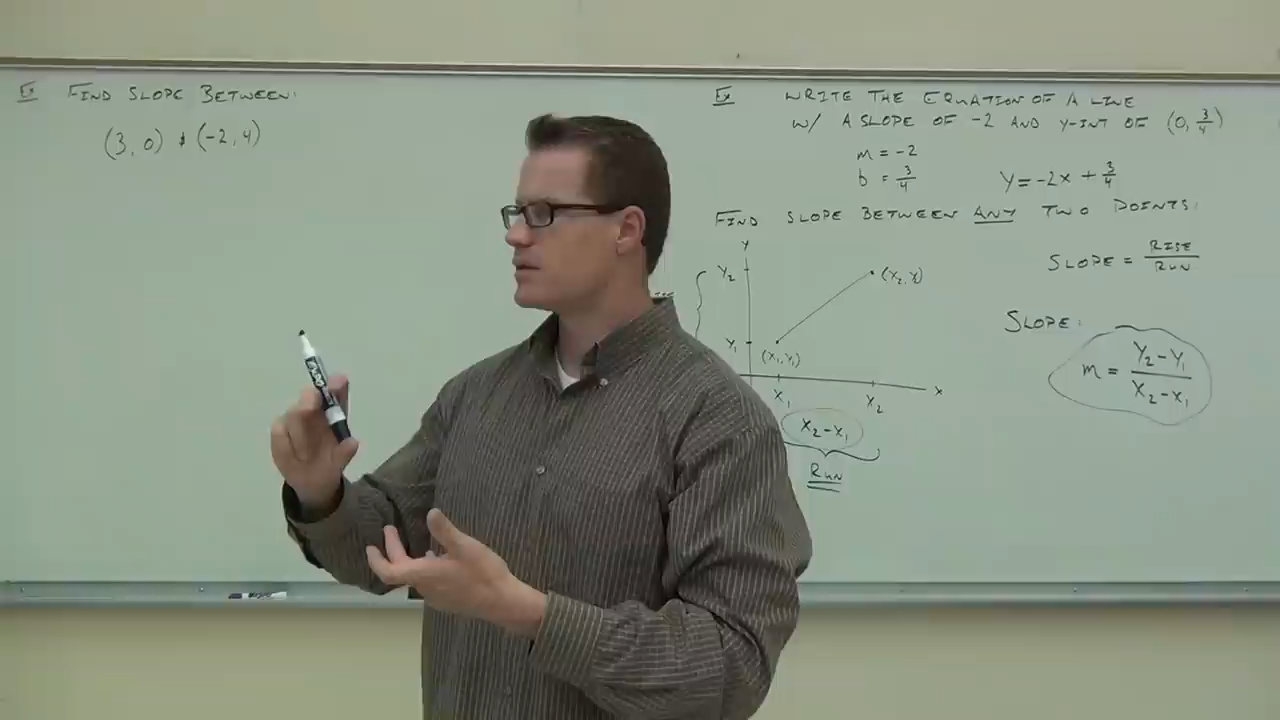 Ex FIND SLOPE BETWEEN:
(3, 0) & (-2, 4)
Ex WRITE THE EQUATION OF A LINE
W/ A SLOPE OF -2 AND Y-INT OF (0, 3/4)
m = -2
b = 3/4
Y = -2x + 3/4
FIND SLOPE BETWEEN ANY TWO POINTS:
SLOPE = RISE/RUN
Y
Y₂
(X₂, Y₂)
Y₁
(X₁, Y₁)
X
X₁
X₂
X₂ - X₁
RUN
SLOPE:
m = Y₂ - Y₁ / X₂ - X₁
EXPO